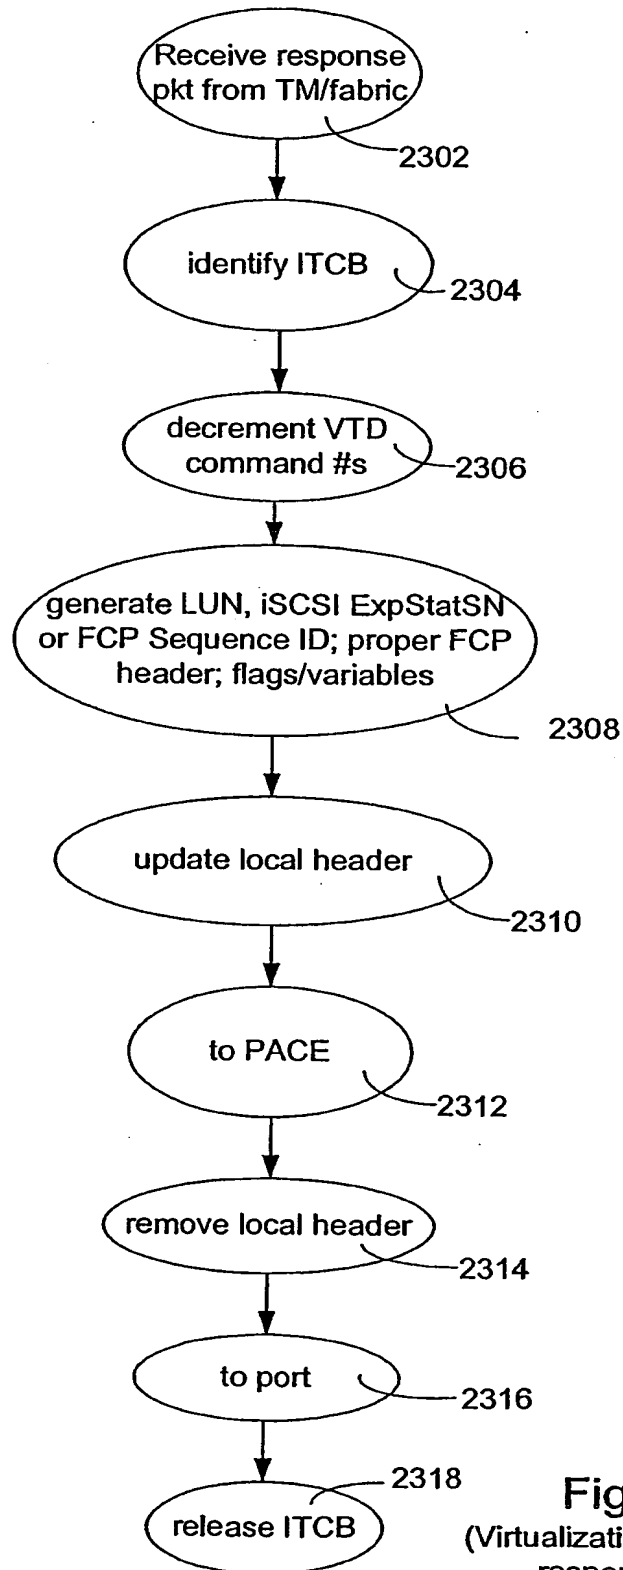 Receive response
pkt from TM/fabric
2302
identify ITCB
2304
decrement VTD
command #s
2306
generate LUN, iSCSI ExpStatSN
or FCP Sequence ID; proper FCP
header; flags/variables
2308
update local header
2310
to PACE
2312
remove local header
2314
to port
2316
2318
release ITCB
Fig